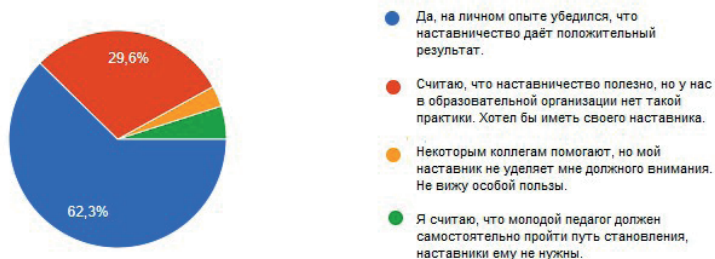 29,6%
62,3%
Да, на личном опыте убедился, что
наставничество даёт положительный
результат.
Считаю, что наставничество полезно, но у нас
в образовательной организации нет такой
практики. Хотел бы иметь своего наставника.
Некоторым коллегам помогают, но мой
наставник не уделяет мне должного внимания.
Не вижу особой пользы.
Я считаю, что молодой педагог должен
самостоятельно пройти путь становления,
наставники ему не нужны.